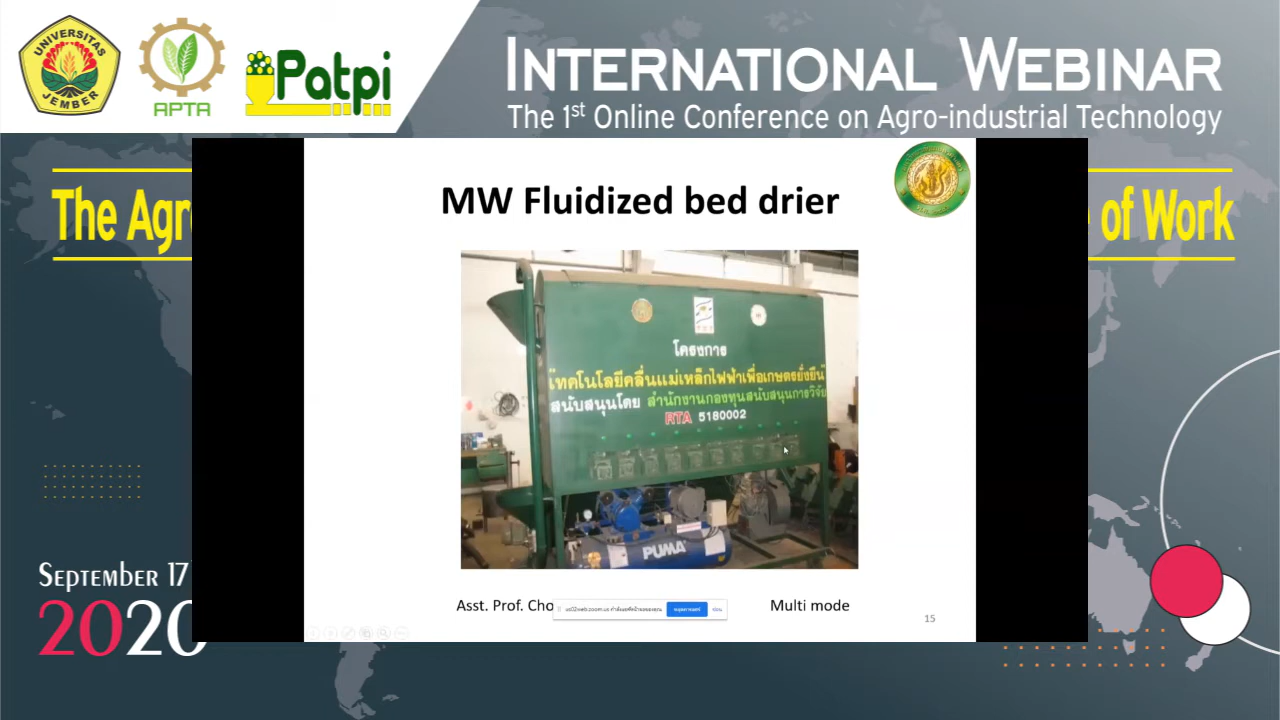 UNIVERSITAS
JEMBER
APTA
Patpi
INTERNATIONAL WEBINAR
The 1st Online Conference on Agro-industrial Technology
The Agr
of Work
MW Fluidized bed drier
โครงการ
"เทคโนโลยีคลื่นแม่เหล็กไฟฟ้าเพื่อเกษตรยั่งยืน"
สนับสนุนโดย สำนักงานกองทุนสนับสนุนการวิจัย
RTA 5180002
PUMA
Asst. Prof. Cho
Multi mode
15
SEPTEMBER 17
2020